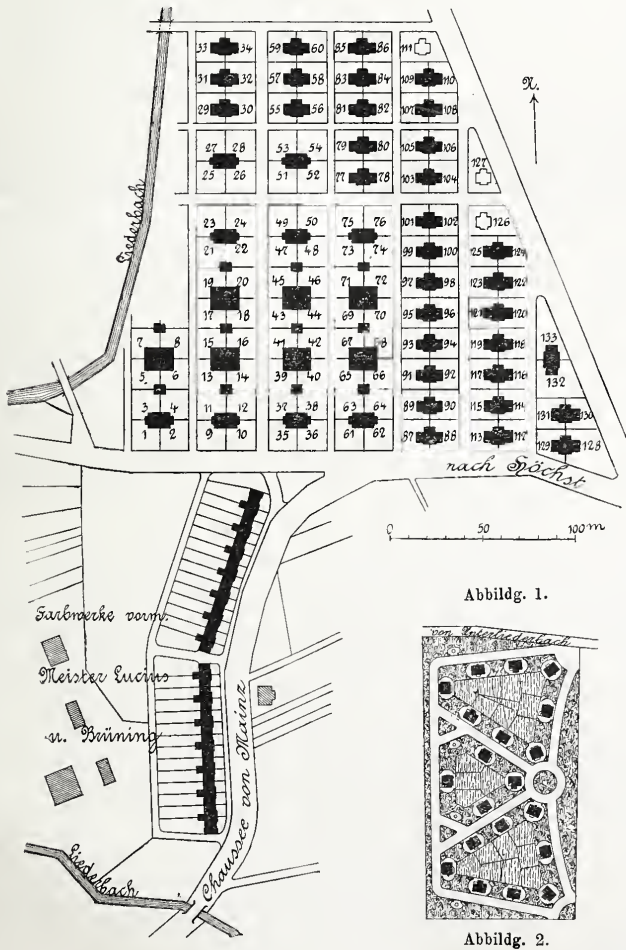 33 34 59 60 85 86 111
31 32 57 58 83 84 109 110
29 30 55 56 81 82 107 108
N.
27 28 53 54 79 80 105 106
25 26 51 52 77 78 103 104 127
Liederbach
23 24 49 50 75 76 101 102 126
21 22 47 48 73 74 99 100 125 124
19 20 45 46 71 72 97 98 123 122
17 18 43 44 69 70 95 96 121 120
7 8 15 16 41 42 67 68 93 94 119 118 133
5 6 13 14 39 40 65 66 91 92 117 116 132
3 4 11 12 37 38 63 64 89 90 115 114 131 130
1 2 9 10 35 36 61 62 87 88 113 112 129 128
nach Höchst
0 50 100 m
Abbildg. 1.
Farbwerke vorm.
Meister Lucius
u. Brüning
Chaussee von Mainz
Liederbach
von Unterliederbach
Abbildg. 2.